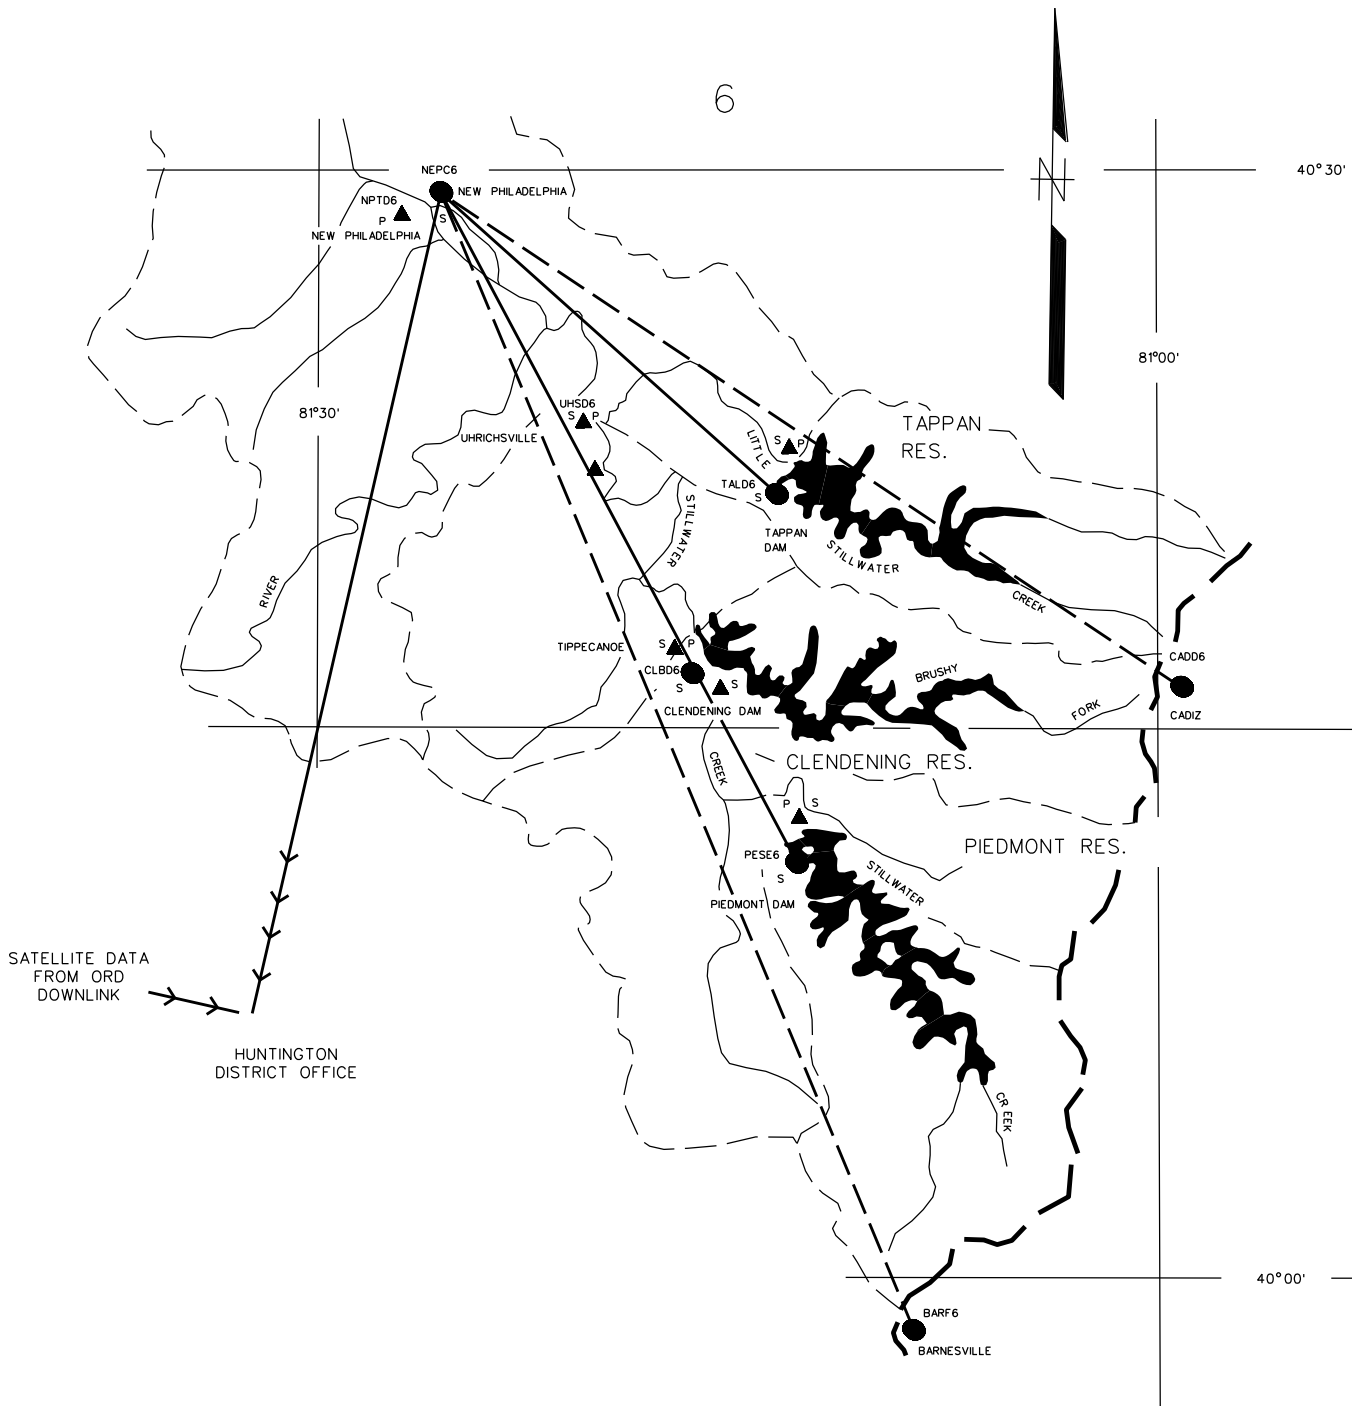 6
40°30'
NEPC6
NEW PHILADELPHIA
NPTD6
P
S
NEW PHILADELPHIA
N
81°00'
81°30'
UHSD6
S P
UHRICHSVILLE
LITTLE
S P
TAPPAN
RES.
TALD6
S
STILLWATER
TAPPAN
DAM
STILLWATER
CREEK
RIVER
TIPPECANOE
S P
CLBD6
S
S
CLENDENING DAM
BRUSHY
FORK
CADD6
CADIZ
CREEK
CLENDENING RES.
P S
PIEDMONT RES.
PESE6
S
STILLWATER
PIEDMONT DAM
SATELLITE DATA
FROM ORD
DOWNLINK
HUNTINGTON
DISTRICT OFFICE
CREEK
40°00'
BARF6
BARNESVILLE